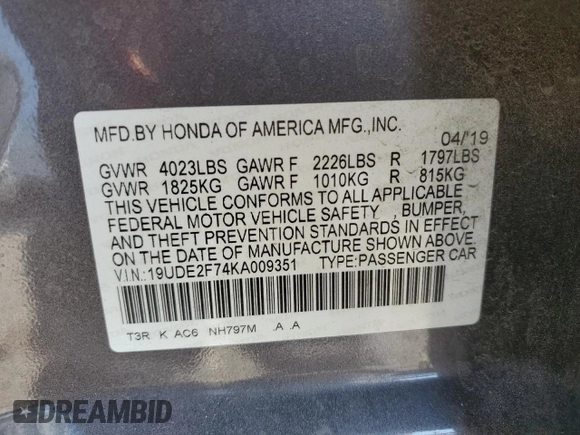 MFD.BY HONDA OF AMERICA MFG.,INC.
04/'19
GVWR 4023LBS GAWR F 2226LBS R 1797LBS
GVWR 1825KG GAWR F 1010KG R 815KG
THIS VEHICLE CONFORMS TO ALL APPLICABLE
FEDERAL MOTOR VEHICLE SAFETY , BUMPER,
AND THEFT PREVENTION STANDARDS IN EFFECT
ON THE DATE OF MANUFACTURE SHOWN ABOVE.
V.I.N.:19UDE2F74KA009351 TYPE:PASSENGER CAR
T3R K AC6 NH797M .A .A
DREAMBID